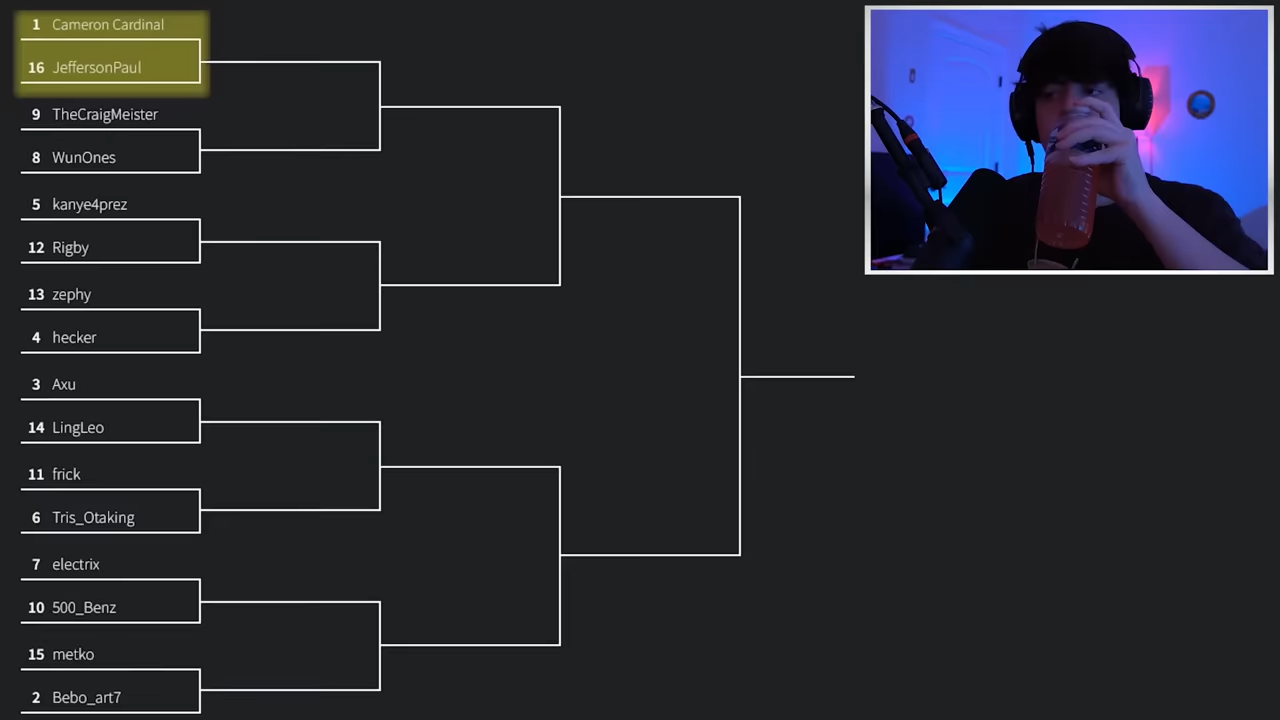 1 Cameron Cardinal
16 JeffersonPaul
9 TheCraigMeister
8 WunOnes
5 kanye4prez
12 Rigby
13 zephy
4 hecker
3 Axu
14 LingLeo
11 frick
6 Tris_Otaking
7 electrix
10 500_Benz
15 metko
2 Bebo_art7